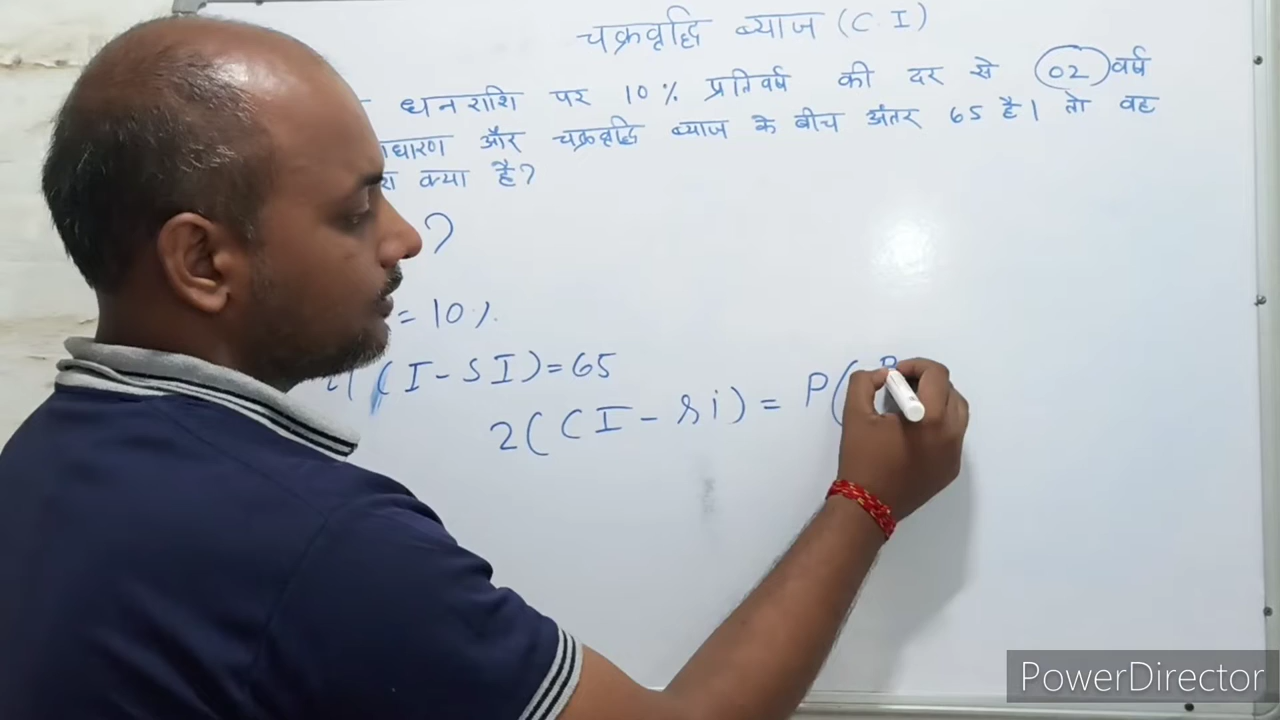 चक्रवृद्धि ब्याज (C.I)
धनराशि पर 10% प्रतिवर्ष की दर से 02 वर्ष
और चक्रवृद्धि ब्याज के बीच अंतर 65 है। तो वह
क्या है?
?
= 10%
(I-SI)=65
2(CI-Si) = P(
PowerDirector